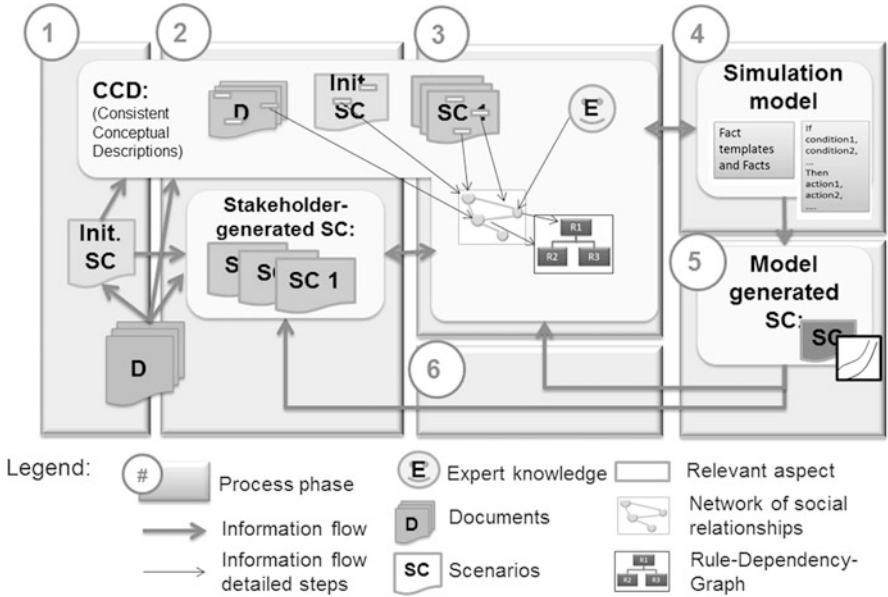 1
2
3
4
CCD:
(Consistent
Conceptual
Descriptions)
D
Init.
SC
SC 1
E
Simulation
model
Fact
templates
and Facts
If
condition1,
condition2,
...
Then
action1,
action2,
....
R1
R2
R3
Init.
SC
Stakeholder-
generated SC:
SC 1
D
5
Model
generated
SC:
SC
6
Legend:
#
Process phase
Information flow
Information flow
detailed steps
E
Expert knowledge
D
Documents
SC
Scenarios
Relevant aspect
Network of social
relationships
R1
R2
R3
Rule-Dependency-
Graph